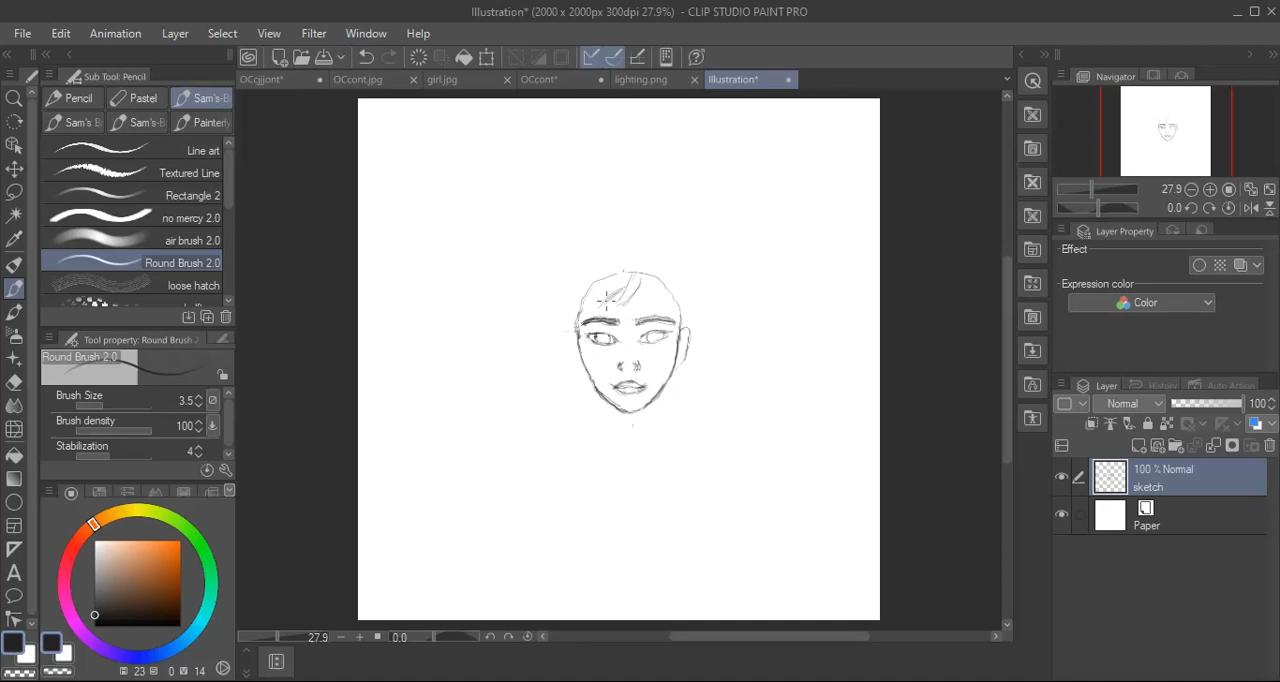 Illustration* (2000 x 2000px 300dpi 27.9%) - CLIP STUDIO PAINT PRO
File Edit Animation Layer Select View Filter Window Help
Sub Tool: Pencil
OCcjjjont* OCcont.jpg girl.jpg OCcont* lighting.png Illustration*
Navigator
Pencil Pastel Sam's-B
Sam's B Sam's-B Painterly
Line art
Textured Line
Rectangle 2
no mercy 2.0
air brush 2.0
Round Brush 2.0
loose hatch
27.9
0.0
Layer Property
Effect
Expression color
Color
Tool property: Round Brush 2
Round Brush 2.0
Brush Size 3.5
Brush density 100
Stabilization 4
Layer History Auto Action
Normal 100
100 % Normal
sketch
Paper
27.9 0.0
H 23 S 0 V 14